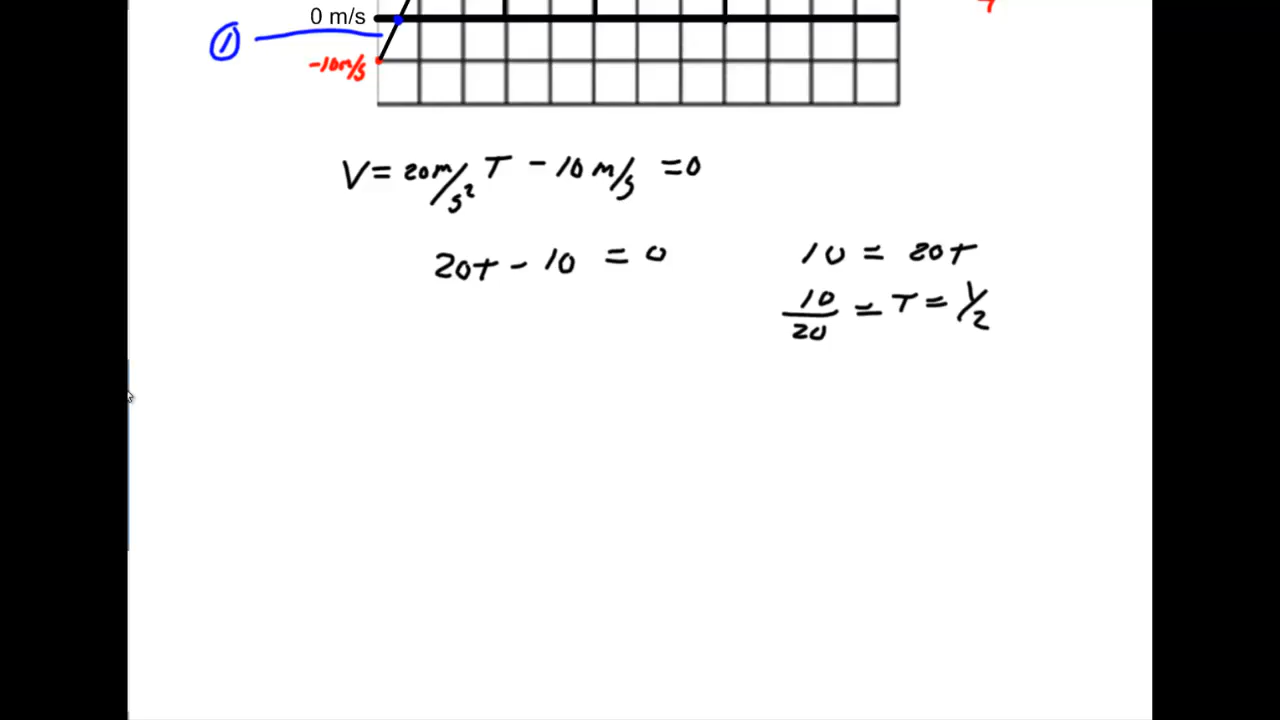 0 m/s
①
-10m/s
V = 20m/s² T - 10 m/s = 0
20T - 10 = 0
10 = 20T
10/20 = T = 1/2